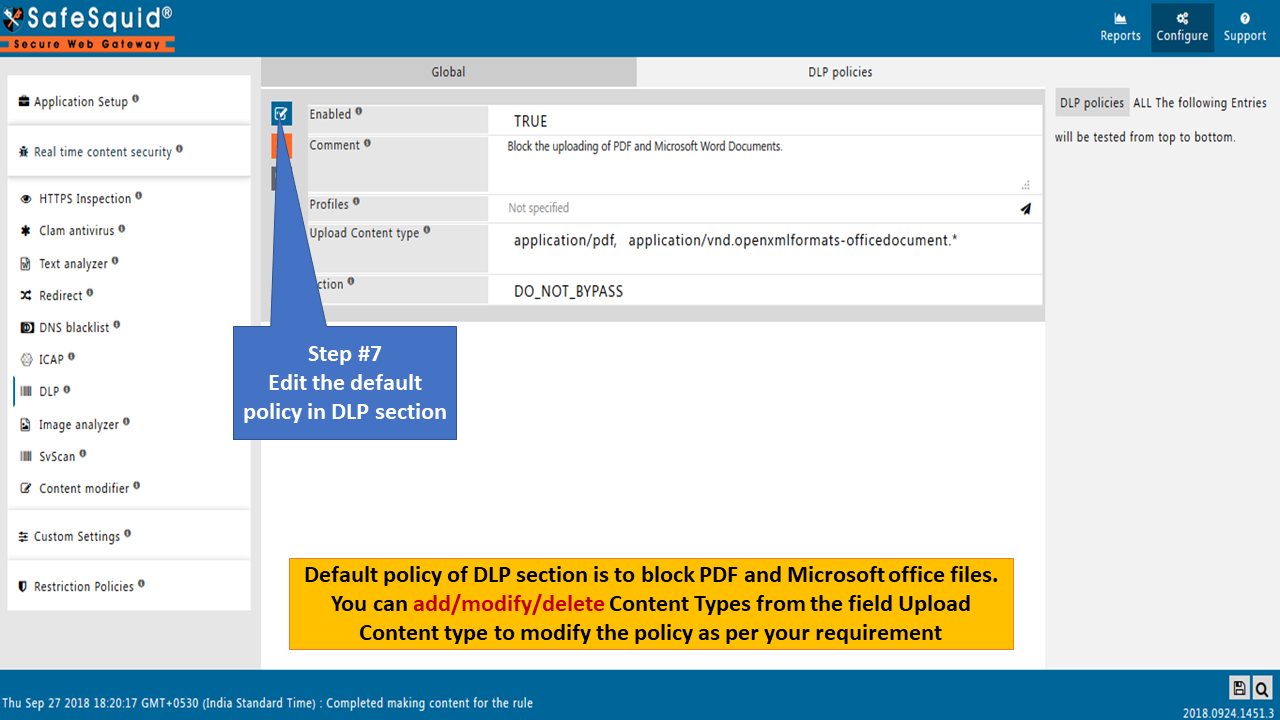 SafeSquid®
Secure Web Gateway
Reports
Configure
Support
Application Setup
Real time content security
HTTPS Inspection
Clam antivirus
Text analyzer
Redirect
DNS blacklist
ICAP
DLP
Image analyzer
SvScan
Content modifier
Custom Settings
Restriction Policies
Global
DLP policies
Enabled
TRUE
Comment
Block the uploading of PDF and Microsoft Word Documents.
Profiles
Not specified
Upload Content type
application/pdf, application/vnd.openxmlformats-officedocument.*
ction
DO_NOT_BYPASS
DLP policies ALL The following Entries
will be tested from top to bottom.
Step #7
Edit the default
policy in DLP section
Default policy of DLP section is to block PDF and Microsoft office files.
You can add/modify/delete Content Types from the field Upload
Content type to modify the policy as per your requirement
Thu Sep 27 2018 18:20:17 GMT+0530 (India Standard Time) : Completed making content for the rule
2018.0924.1451.3